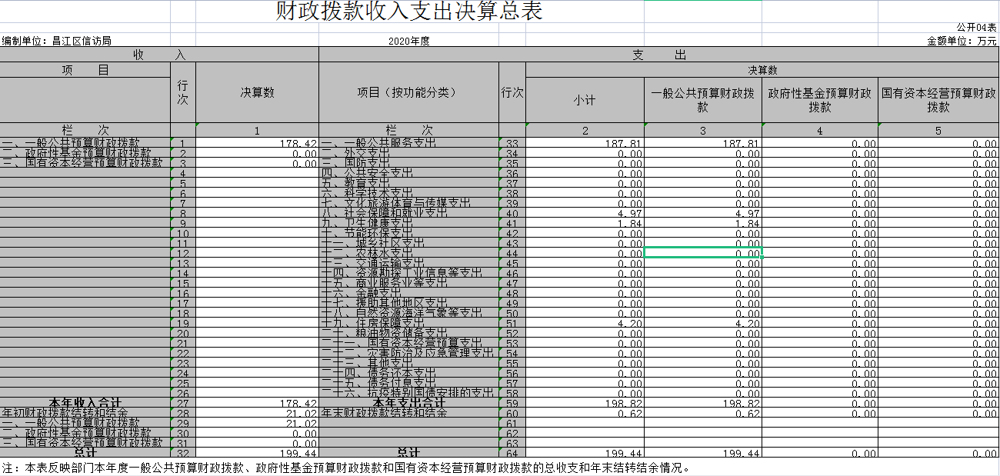 财政拨款收入支出决算总表
公开04表
编制单位：昌江区信访局 2020年度 金额单位：万元
收 入 支 出
项 目 行次 决算数 项目（按功能分类） 行次 决算数
小计 一般公共预算财政拨款 政府性基金预算财政拨款 国有资本经营预算财政拨款
栏 次 1 栏 次 2 3 4 5
一、一般公共预算财政拨款 1 178.42 一、一般公共服务支出 33 187.81 187.81 0.00 0.00
二、政府性基金预算财政拨款 2 0.00 二、外交支出 34 0.00 0.00 0.00 0.00
三、国有资本经营预算财政拨款 3 0.00 三、国防支出 35 0.00 0.00 0.00 0.00
4 四、公共安全支出 36 0.00 0.00 0.00 0.00
5 五、教育支出 37 0.00 0.00 0.00 0.00
6 六、科学技术支出 38 0.00 0.00 0.00 0.00
7 七、文化旅游体育与传媒支出 39 0.00 0.00 0.00 0.00
8 八、社会保障和就业支出 40 4.97 4.97 0.00 0.00
9 九、卫生健康支出 41 1.84 1.84 0.00 0.00
10 十、节能环保支出 42 0.00 0.00 0.00 0.00
11 十一、城乡社区支出 43 0.00 0.00 0.00 0.00
12 十二、农林水支出 44 0.00 0.00 0.00 0.00
13 十三、交通运输支出 45 0.00 0.00 0.00 0.00
14 十四、资源勘探工业信息等支出 46 0.00 0.00 0.00 0.00
15 十五、商业服务业等支出 47 0.00 0.00 0.00 0.00
16 十六、金融支出 48 0.00 0.00 0.00 0.00
17 十七、援助其他地区支出 49 0.00 0.00 0.00 0.00
18 十八、自然资源海洋气象等支出 50 0.00 0.00 0.00 0.00
19 十九、住房保障支出 51 4.20 4.20 0.00 0.00
20 二十、粮油物资储备支出 52 0.00 0.00 0.00 0.00
21 二十一、国有资本经营预算支出 53 0.00 0.00 0.00 0.00
22 二十二、灾害防治及应急管理支出 54 0.00 0.00 0.00 0.00
23 二十三、其他支出 55 0.00 0.00 0.00 0.00
24 二十四、债务还本支出 56 0.00 0.00 0.00 0.00
25 二十五、债务付息支出 57 0.00 0.00 0.00 0.00
26 二十六、抗疫特别国债安排的支出 58 0.00 0.00 0.00 0.00
本年收入合计 27 178.42 本年支出合计 59 198.82 198.82 0.00 0.00
年初财政拨款结转和结余 28 21.02 年末财政拨款结转和结余 60 0.62 0.62 0.00 0.00
一、一般公共预算财政拨款 29 21.02 61
二、政府性基金预算财政拨款 30 0.00 62
三、国有资本经营预算财政拨款 31 0.00 63
总计 32 199.44 总计 64 199.44 199.44 0.00 0.00
注：本表反映部门本年度一般公共预算财政拨款、政府性基金预算财政拨款和国有资本经营预算财政拨款的总收支和年末结转结余情况。